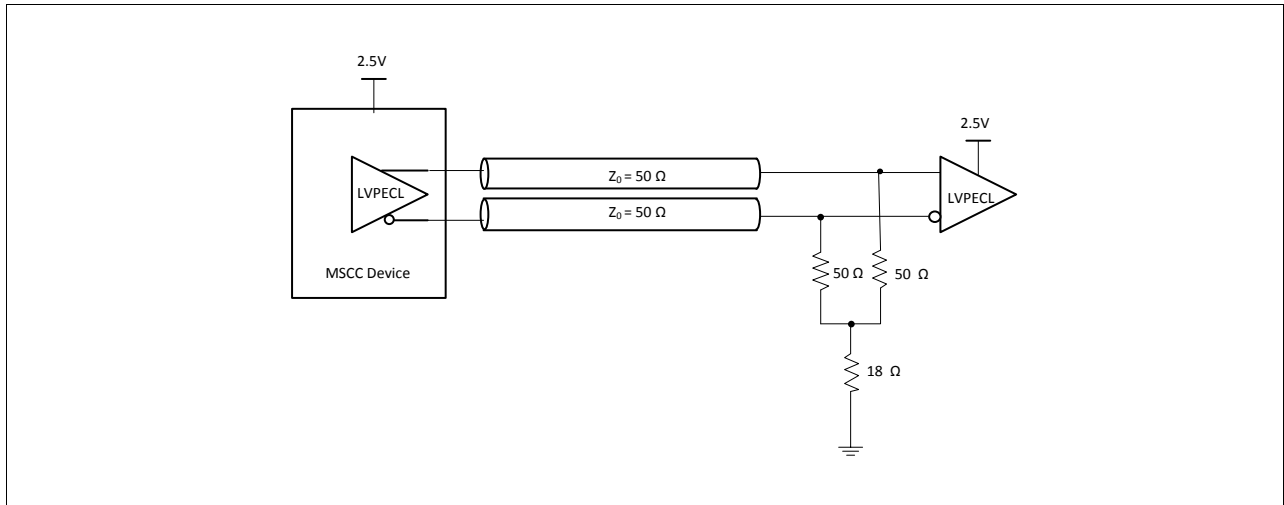 2.5V
2.5V
LVPECL
Z₀ = 50 Ω
LVPECL
Z₀ = 50 Ω
MSCC Device
50 Ω
50 Ω
18 Ω